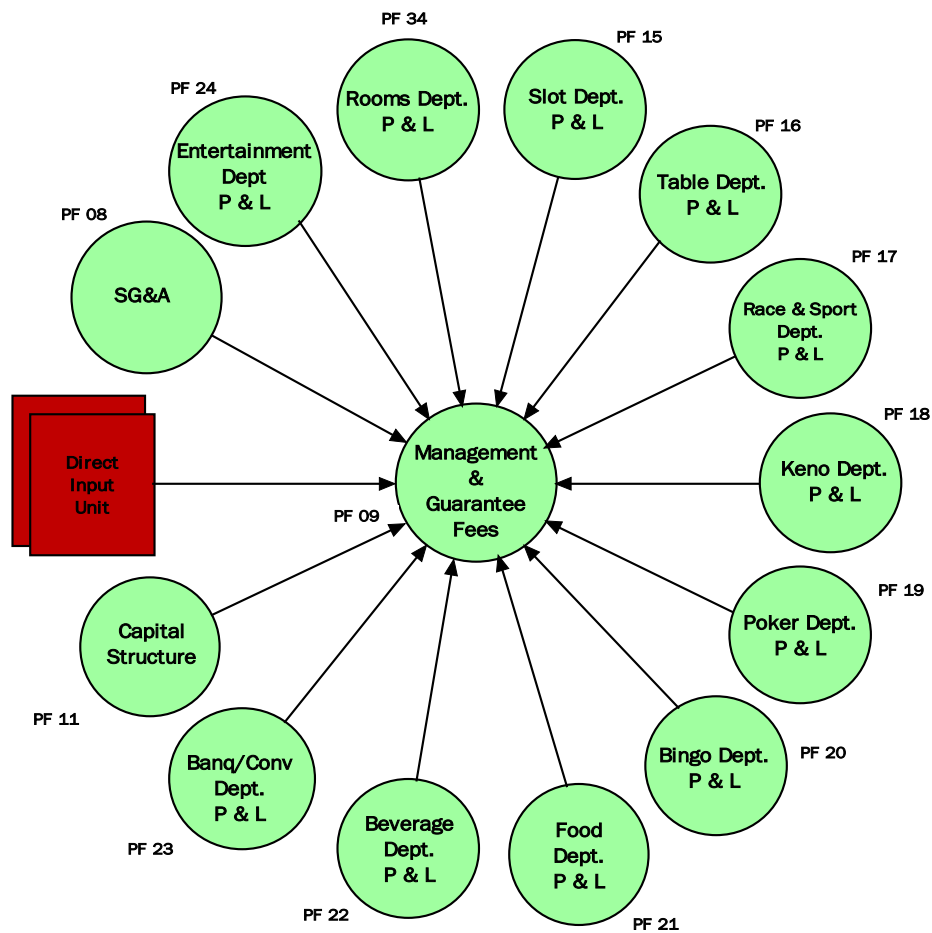 PF 34
Rooms Dept.
P & L
PF 15
Slot Dept.
P & L
PF 24
Entertainment
Dept
P & L
PF 16
Table Dept.
P & L
PF 08
SG&A
PF 17
Race & Sport
Dept.
P & L
Direct
Input
Unit
Management
&
Guarantee
Fees
PF 09
PF 18
Keno Dept.
P & L
PF 19
Poker Dept.
P & L
Capital
Structure
PF 11
PF 20
Bingo Dept.
P & L
Banq/Conv
Dept.
P & L
PF 23
Beverage
Dept.
P & L
PF 22
Food
Dept.
P & L
PF 21